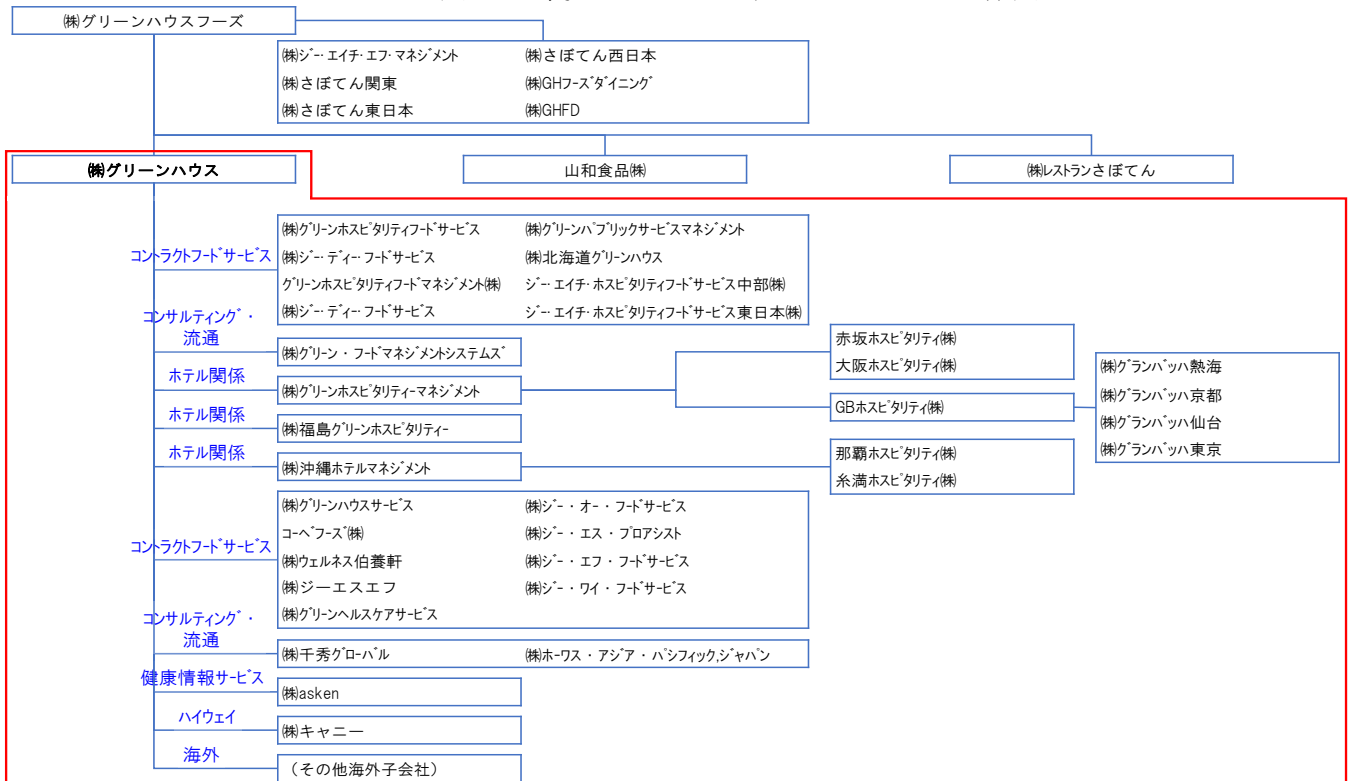 ㈱グリーンハウスフーズ
㈱ジー・エイチ・エフ・マネジメント ㈱さぼてん西日本
㈱さぼてん関東 ㈱GHフーズダイニング
㈱さぼてん東日本 ㈱GHFD
㈱グリーンハウス 山和食品㈱ ㈱レストランさぼてん
コントラクトフードサービス
㈱グリーンホスピタリティフードサービス ㈱グリーンパブリックサービスマネジメント
㈱ジー・ディー・フードサービス ㈱北海道グリーンハウス
グリーンホスピタリティフードマネジメント㈱ ジー・エイチ・ホスピタリティフードサービス中部㈱
㈱ジー・ディー・フードサービス ジー・エイチ・ホスピタリティフードサービス東日本㈱
コンサルティング・
流通
㈱グリーン・フードマネジメントシステムズ
ホテル関係
㈱グリーンホスピタリティーマネジメント
赤坂ホスピタリティ㈱
大阪ホスピタリティ㈱
GBホスピタリティ㈱
㈱グランバッハ熱海
㈱グランバッハ京都
㈱グランバッハ仙台
㈱グランバッハ東京
ホテル関係
㈱福島グリーンホスピタリティー
ホテル関係
㈱沖縄ホテルマネジメント
那覇ホスピタリティ㈱
糸満ホスピタリティ㈱
コントラクトフードサービス
㈱グリーンハウスサービス ㈱ジー・オー・フードサービス
コーベフーズ㈱ ㈱ジー・エス・プロアシスト
㈱ウェルネス伯養軒 ㈱ジー・エフ・フードサービス
㈱ジーエスエフ ㈱ジー・ワイ・フードサービス
㈱グリーンヘルスケアサービス
コンサルティング・
流通
㈱千秀グローバル ㈱ホーワス・アジア・パシフィック,ジャパン
健康情報サービス
㈱asken
ハイウェイ
㈱キャニー
海外
(その他海外子会社)